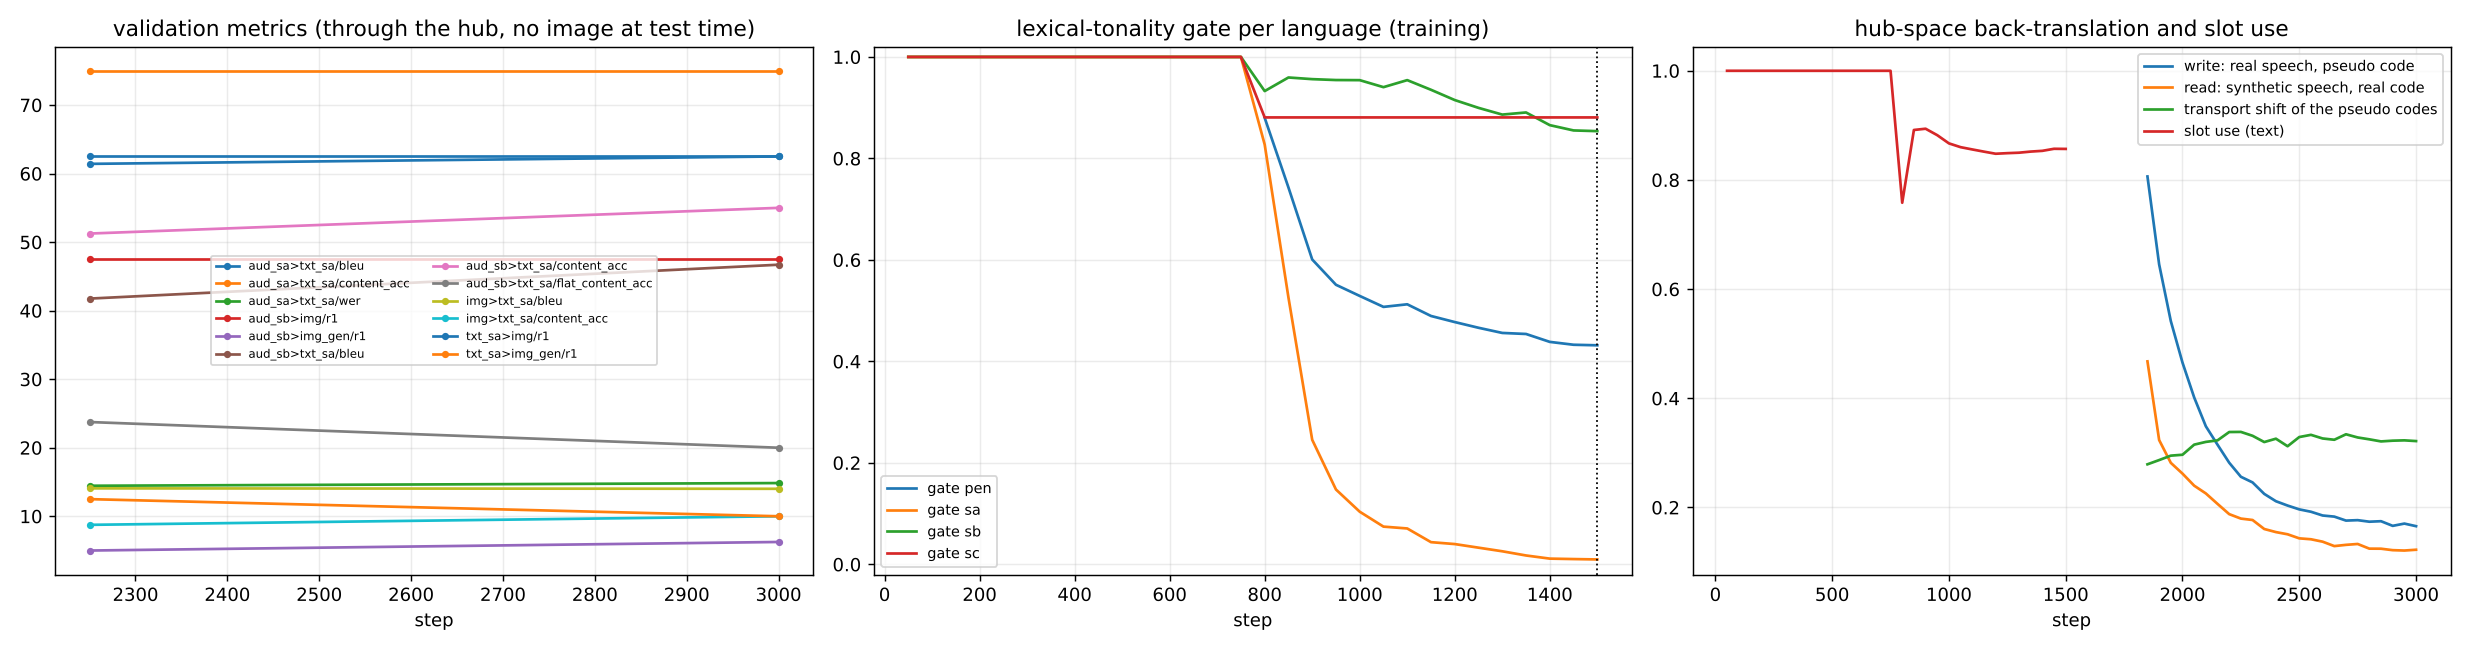 validation metrics (through the hub, no image at test time)
70
60
50
40
30
20
10
aud_sa>txt_sa/bleu
aud_sa>txt_sa/content_acc
aud_sa>txt_sa/wer
aud_sb>img/r1
aud_sb>img_gen/r1
aud_sb>txt_sa/bleu
aud_sb>txt_sa/content_acc
aud_sb>txt_sa/flat_content_acc
img>txt_sa/bleu
img>txt_sa/content_acc
txt_sa>img/r1
txt_sa>img_gen/r1
2300 2400 2500 2600 2700 2800 2900 3000
step
lexical-tonality gate per language (training)
1.0
0.8
0.6
0.4
0.2
0.0
gate pen
gate sa
gate sb
gate sc
0 200 400 600 800 1000 1200 1400
step
hub-space back-translation and slot use
1.0
0.8
0.6
0.4
0.2
write: real speech, pseudo code
read: synthetic speech, real code
transport shift of the pseudo codes
slot use (text)
0 500 1000 1500 2000 2500 3000
step